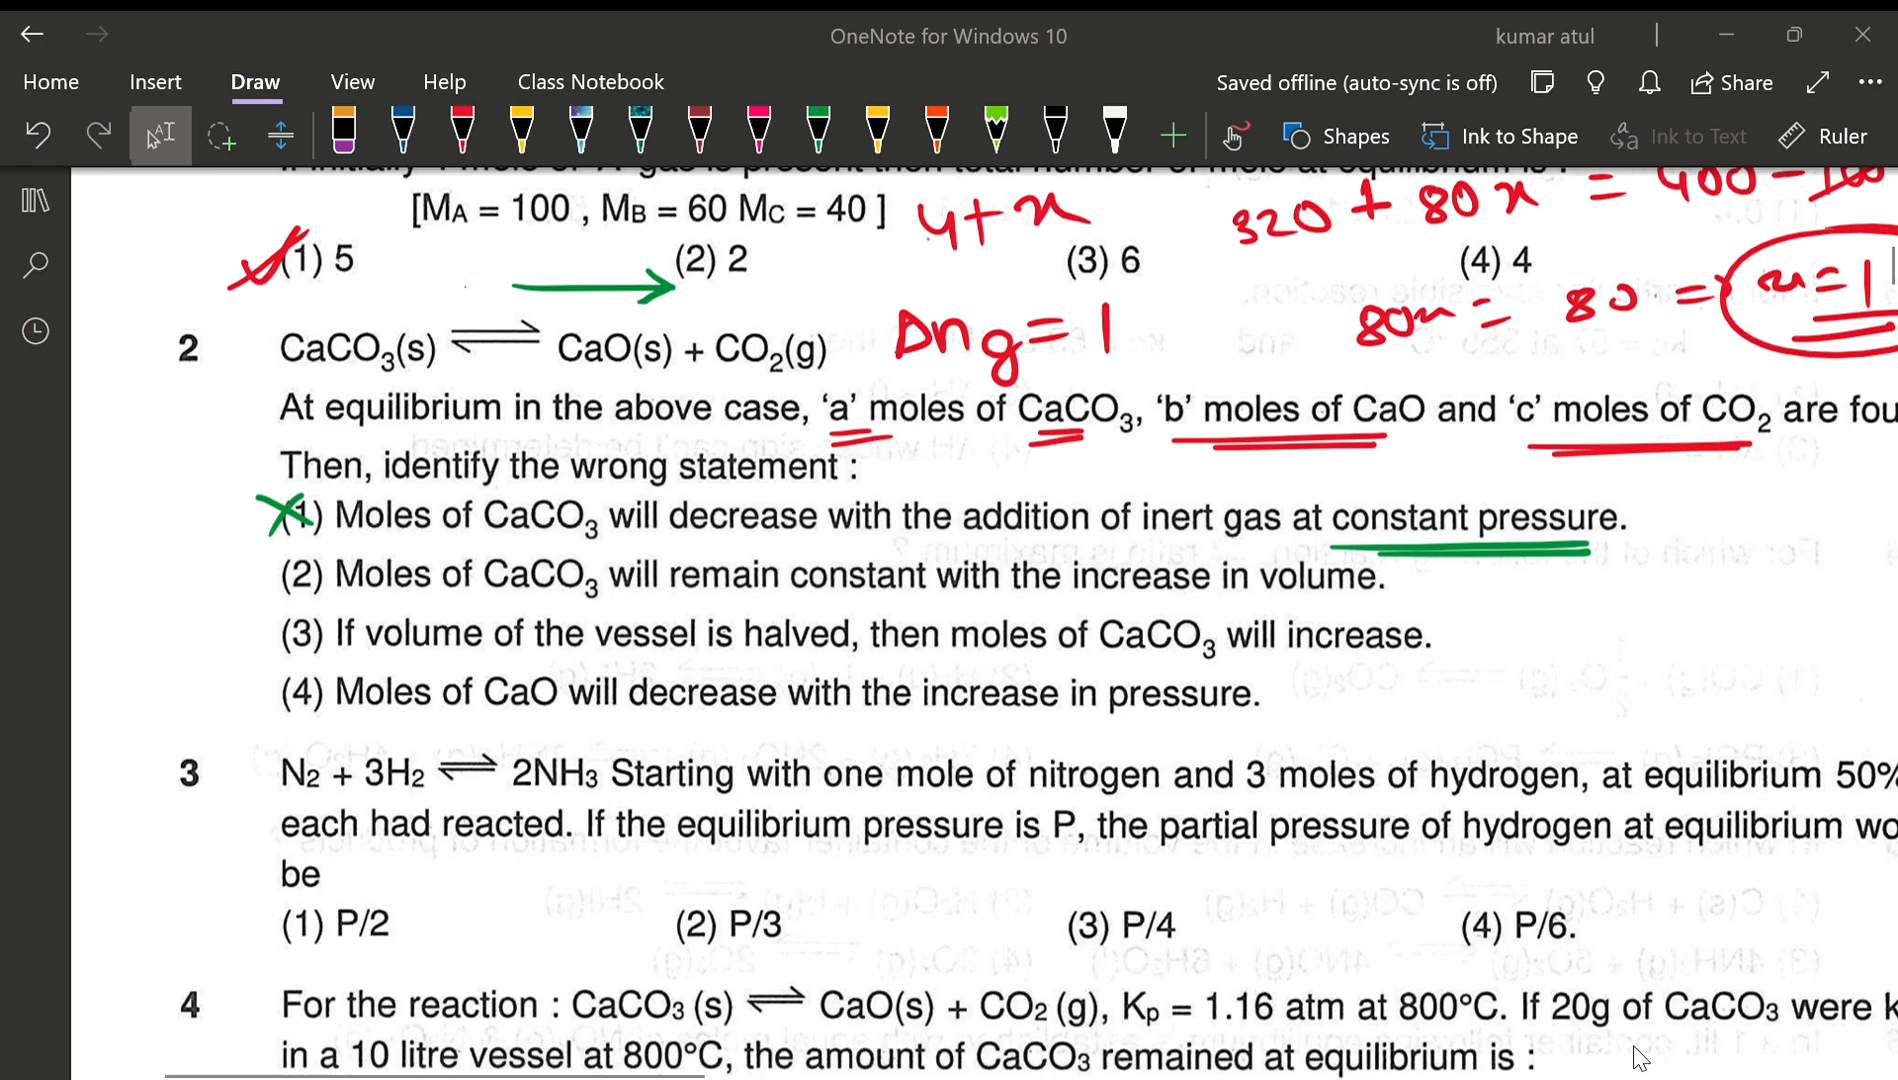 OneNote for Windows 10
kumar atul
Home Insert Draw View Help Class Notebook
Saved offline (auto-sync is off) Share
Shapes Ink to Shape Ink to Text Ruler
[MA = 100 , MB = 60 MC = 40 ] 4+x
320 + 80x = 400 - 100
(1) 5 (2) 2 (3) 6 (4) 4
80x = 80 = x = 1
2 CaCO₃(s) ⇌ CaO(s) + CO₂(g) Δng = 1
At equilibrium in the above case, ‘a’ moles of CaCO₃, ‘b’ moles of CaO and ‘c’ moles of CO₂ are fou
Then, identify the wrong statement :
(1) Moles of CaCO₃ will decrease with the addition of inert gas at constant pressure.
(2) Moles of CaCO₃ will remain constant with the increase in volume.
(3) If volume of the vessel is halved, then moles of CaCO₃ will increase.
(4) Moles of CaO will decrease with the increase in pressure.
3 N₂ + 3H₂ ⇌ 2NH₃ Starting with one mole of nitrogen and 3 moles of hydrogen, at equilibrium 50%
each had reacted. If the equilibrium pressure is P, the partial pressure of hydrogen at equilibrium wo
be
(1) P/2 (2) P/3 (3) P/4 (4) P/6.
4 For the reaction : CaCO₃ (s) ⇌ CaO(s) + CO₂ (g), Kp = 1.16 atm at 800°C. If 20g of CaCO₃ were k
in a 10 litre vessel at 800°C, the amount of CaCO₃ remained at equilibrium is :